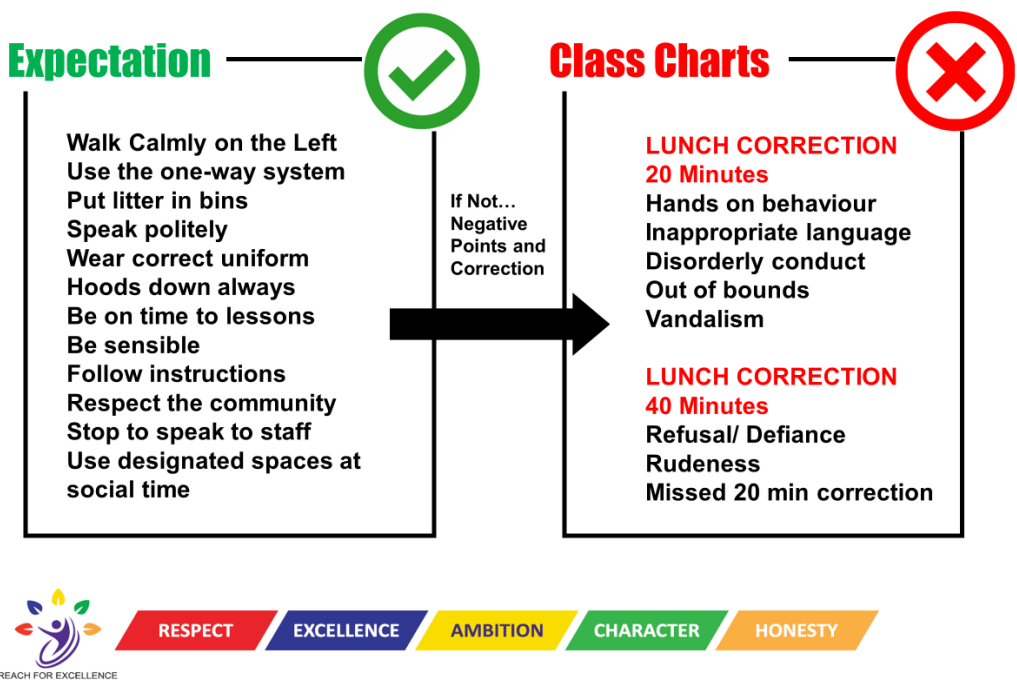 Expectation
Walk Calmly on the Left
Use the one-way system
Put litter in bins
Speak politely
Wear correct uniform
Hoods down always
Be on time to lessons
Be sensible
Follow instructions
Respect the community
Stop to speak to staff
Use designated spaces at
social time
If Not...
Negative
Points and
Correction
Class Charts
LUNCH CORRECTION
20 Minutes
Hands on behaviour
Inappropriate language
Disorderly conduct
Out of bounds
Vandalism
LUNCH CORRECTION
40 Minutes
Refusal/ Defiance
Rudeness
Missed 20 min correction
REACH FOR EXCELLENCE
RESPECT
EXCELLENCE
AMBITION
CHARACTER
HONESTY